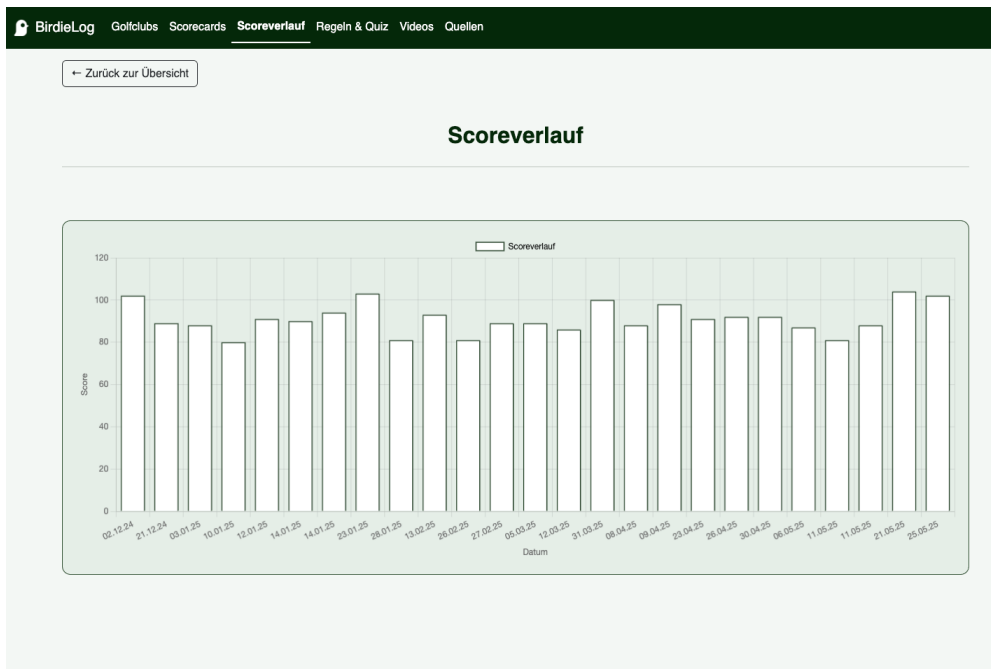 BirdieLog Golfclubs Scorecards Scoreverlauf Regeln & Quiz Videos Quellen
← Zurück zur Übersicht
Scoreverlauf
Scoreverlauf
120
100
80
60
40
20
0
Score
02.12.24 21.12.24 03.01.25 10.01.25 12.01.25 14.01.25 14.01.25 23.01.25 28.01.25 13.02.25 26.02.25 27.02.25 05.03.25 12.03.25 31.03.25 08.04.25 09.04.25 23.04.25 26.04.25 30.04.25 06.05.25 11.05.25 11.05.25 21.05.25 25.05.25
Datum